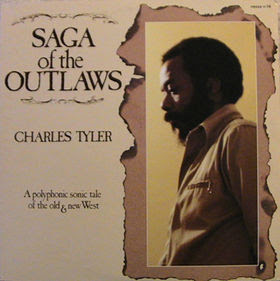 SAGA
of the
OUTLAWS
CHARLES TYLER
A polyphonic sonic tale
of the old & new West